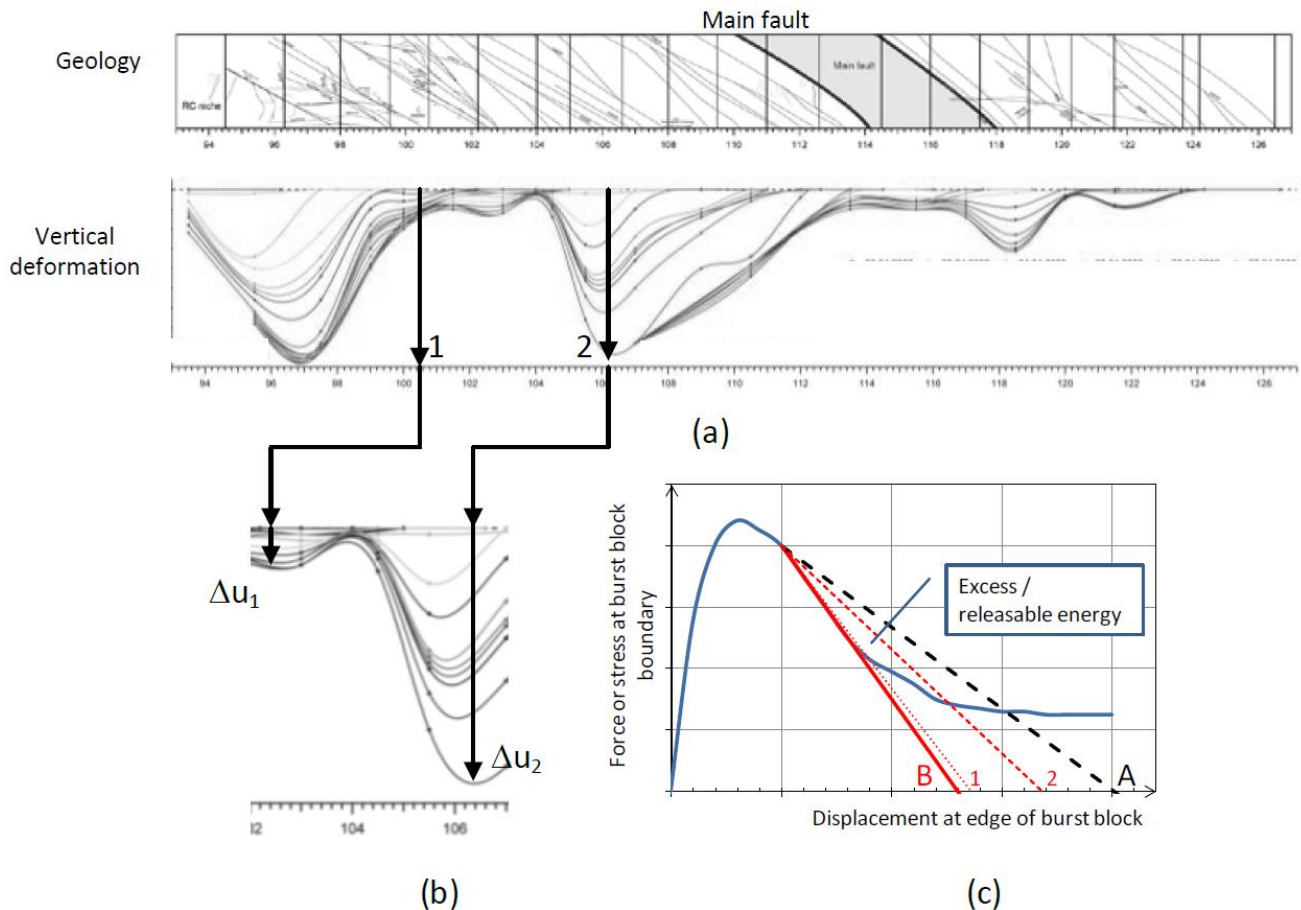 Main fault
Geology
Main fault
RC niche
94 96 98 100 102 104 106 108 110 112 114 116 118 120 122 124 126
Vertical
deformation
1
2
94 96 98 100 102 104 106 108 110 112 114 116 118 120 122 124 126
(a)
Δu1
Δu2
104 106
(b)
Force or stress at burst block
boundary
Excess /
releasable energy
B
1
2
A
Displacement at edge of burst block
(c)